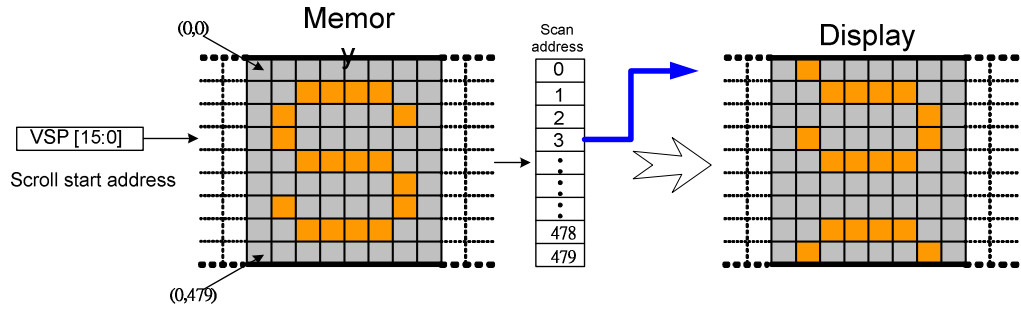 (0,0)
Memor
y
VSP [15:0]
Scroll start address
(0,479)
Scan
address
0
1
2
3
478
479
Display